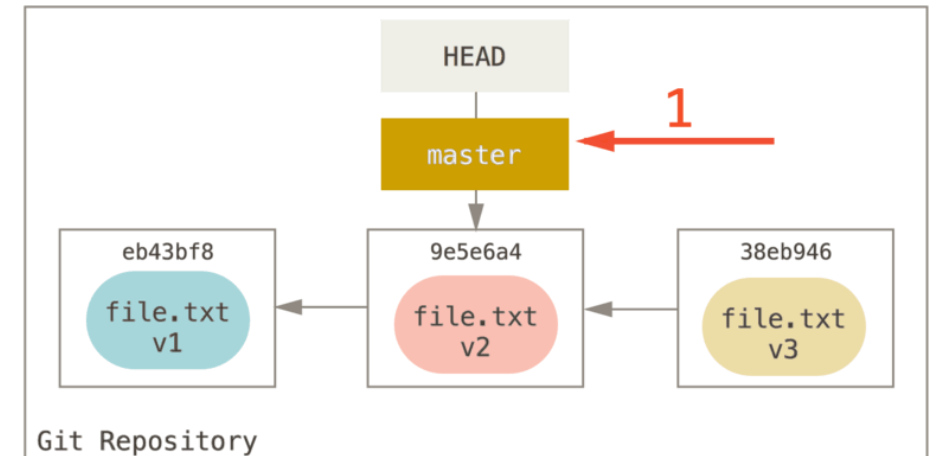 HEAD
1
master
eb43bf8
9e5e6a4
38eb946
file.txt
v1
file.txt
v2
file.txt
v3
Git Repository